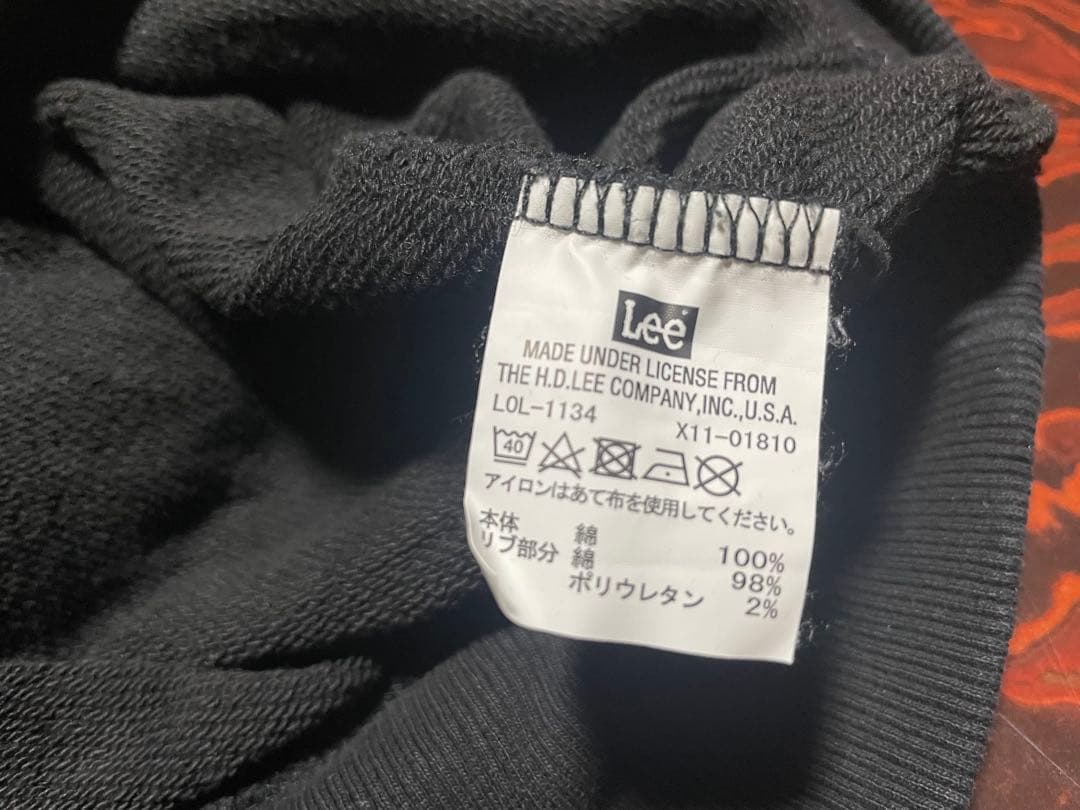 Lee
MADE UNDER LICENSE FROM
THE H.D.LEE COMPANY,INC.,U.S.A.
LOL-1134
X11-01810
40
アイロンはあて布を使用してください。
本体 綿 100%
リブ部分 綿 98%
ポリウレタン 2%